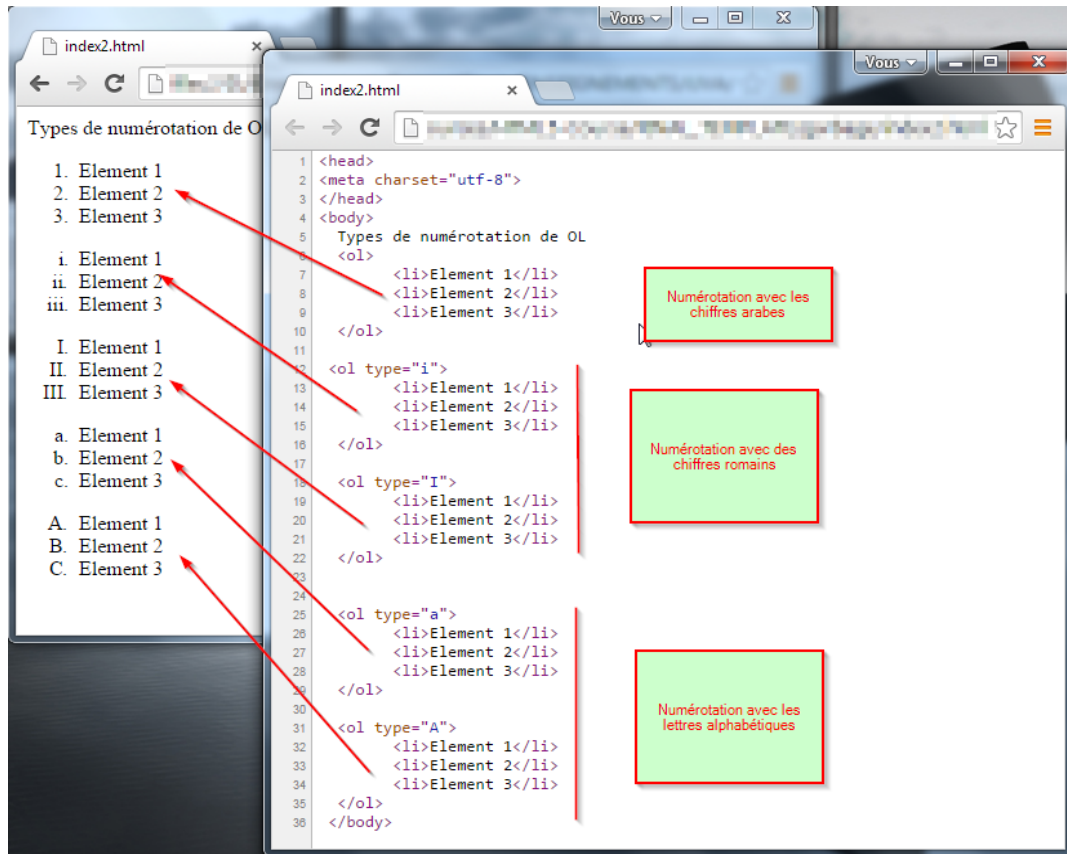 Vous
index2.html
Types de numérotation de O
1. Element 1
2. Element 2
3. Element 3
i. Element 1
ii. Element 2
iii. Element 3
I. Element 1
II. Element 2
III. Element 3
a. Element 1
b. Element 2
c. Element 3
A. Element 1
B. Element 2
C. Element 3
Vous
index2.html
1 <head>
2 <meta charset="utf-8">
3 </head>
4 <body>
5 Types de numérotation de OL
6 <ol>
7 <li>Element 1</li>
8 <li>Element 2</li>
9 <li>Element 3</li>
10 </ol>
11
12 <ol type="i">
13 <li>Element 1</li>
14 <li>Element 2</li>
15 <li>Element 3</li>
16 </ol>
17
18 <ol type="I">
19 <li>Element 1</li>
20 <li>Element 2</li>
21 <li>Element 3</li>
22 </ol>
23
24
25 <ol type="a">
26 <li>Element 1</li>
27 <li>Element 2</li>
28 <li>Element 3</li>
29 </ol>
30
31 <ol type="A">
32 <li>Element 1</li>
33 <li>Element 2</li>
34 <li>Element 3</li>
35 </ol>
36 </body>
Numérotation avec les
chiffres arabes
Numérotation avec des
chiffres romains
Numérotation avec les
lettres alphabétiques